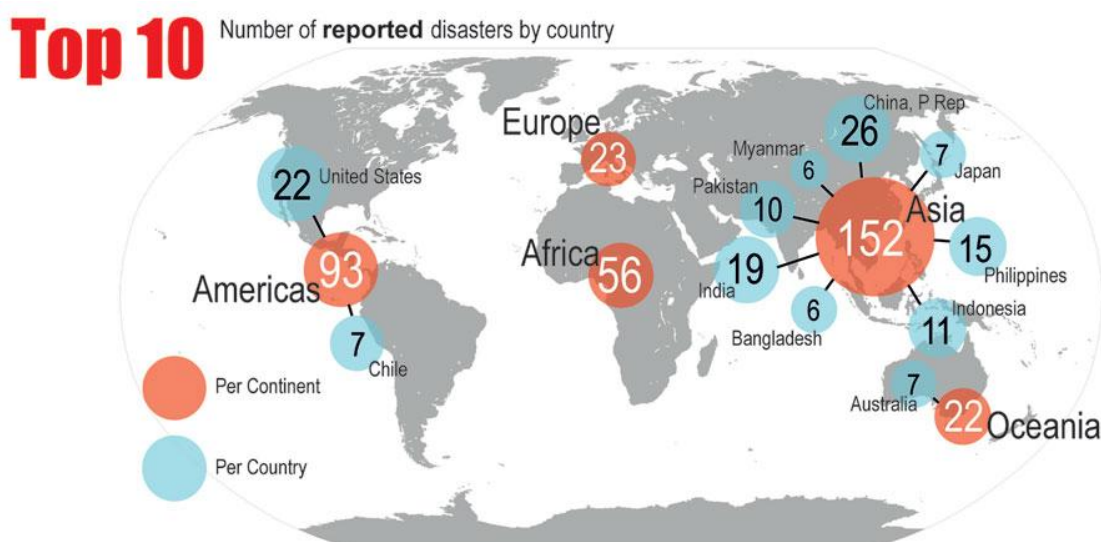 Top 10
Number of reported disasters by country
China, P Rep
26
Europe
23
Myanmar
6
7
Japan
22
United States
Pakistan
10
Asia
152
Africa
56
15
Philippines
93
Americas
19
India
6
Bangladesh
Indonesia
11
7
Chile
Per Continent
7
Australia
22
Oceania
Per Country